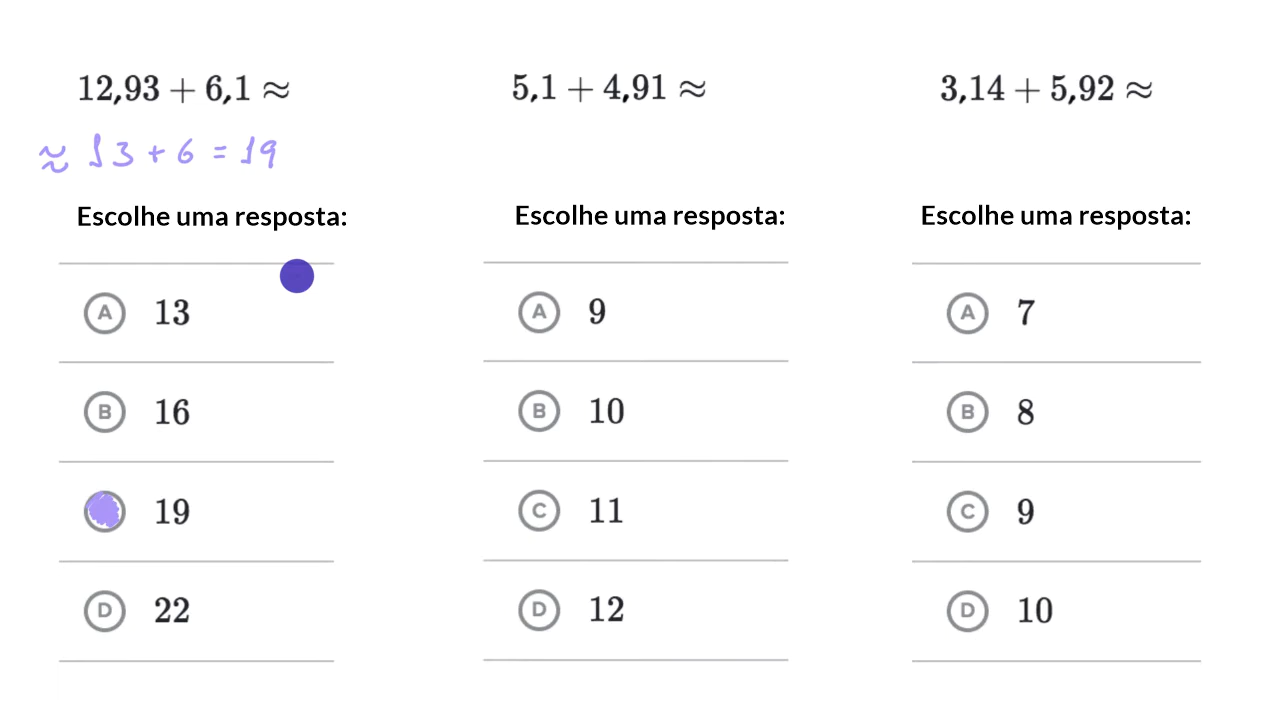 12,93 + 6,1 ≈
≈ 13 + 6 = 19
Escolhe uma resposta:
A 13
B 16
19
D 22
5,1 + 4,91 ≈
Escolhe uma resposta:
A 9
B 10
C 11
D 12
3,14 + 5,92 ≈
Escolhe uma resposta:
A 7
B 8
C 9
D 10